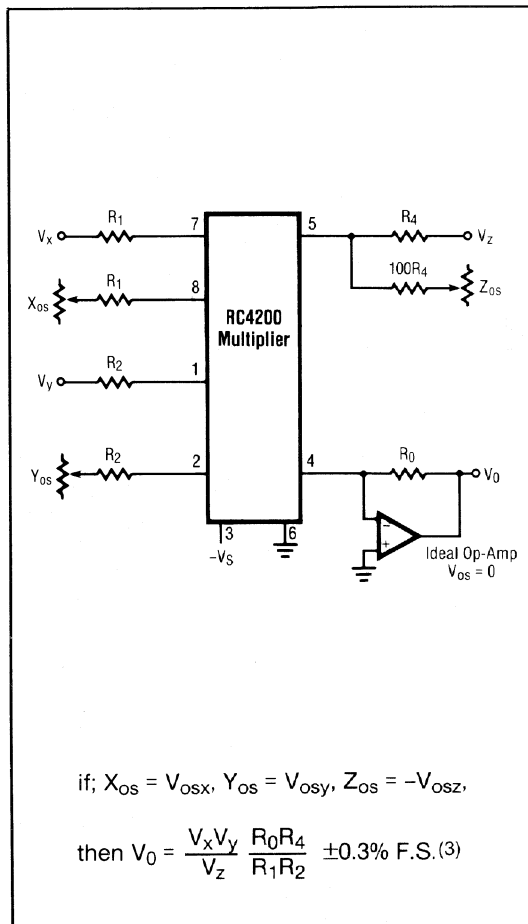 7 5
Vx R1 R4 Vz
100R4
8
Xos R1 Zos
RC4200
Multiplier
Vy R2 1
Yos R2 2 4 R0 V0
3 6
-VS
− +
Ideal Op-Amp
Vos = 0
if; Xos = Vosx, Yos = Vosy, Zos = -Vosz,
then V0 = VxVy/Vz R0R4/R1R2 ±0.3% F.S.(3)